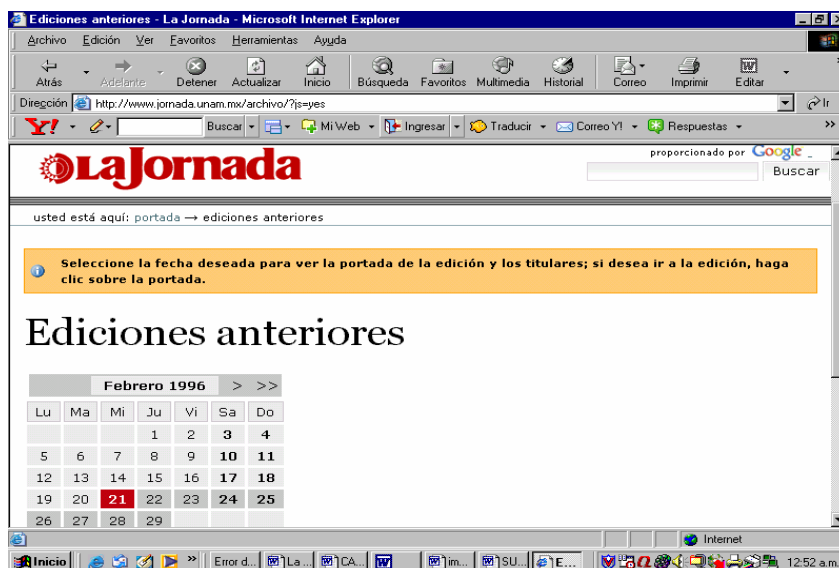 Ediciones anteriores - La Jornada - Microsoft Internet Explorer
Archivo Edición Ver Favoritos Herramientas Ayuda
Atrás Adelante Detener Actualizar Inicio Búsqueda Favoritos Multimedia Historial Correo Imprimir Editar
Dirección http://www.jornada.unam.mx/archivo/?js=yes Ir
Y! Buscar Mi Web Ingresar Traducir Correo Y! Respuestas »
La Jornada
proporcionado por Google
Buscar
usted está aquí: portada → ediciones anteriores
Seleccione la fecha deseada para ver la portada de la edición y los titulares; si desea ir a la edición, haga
clic sobre la portada.
Ediciones anteriores
Febrero 1996 > >>
Lu Ma Mi Ju Vi Sa Do
1 2 3 4
5 6 7 8 9 10 11
12 13 14 15 16 17 18
19 20 21 22 23 24 25
26 27 28 29
Internet
Inicio » Error d... La ... CA... im... SU... E... 12:52 a.m.